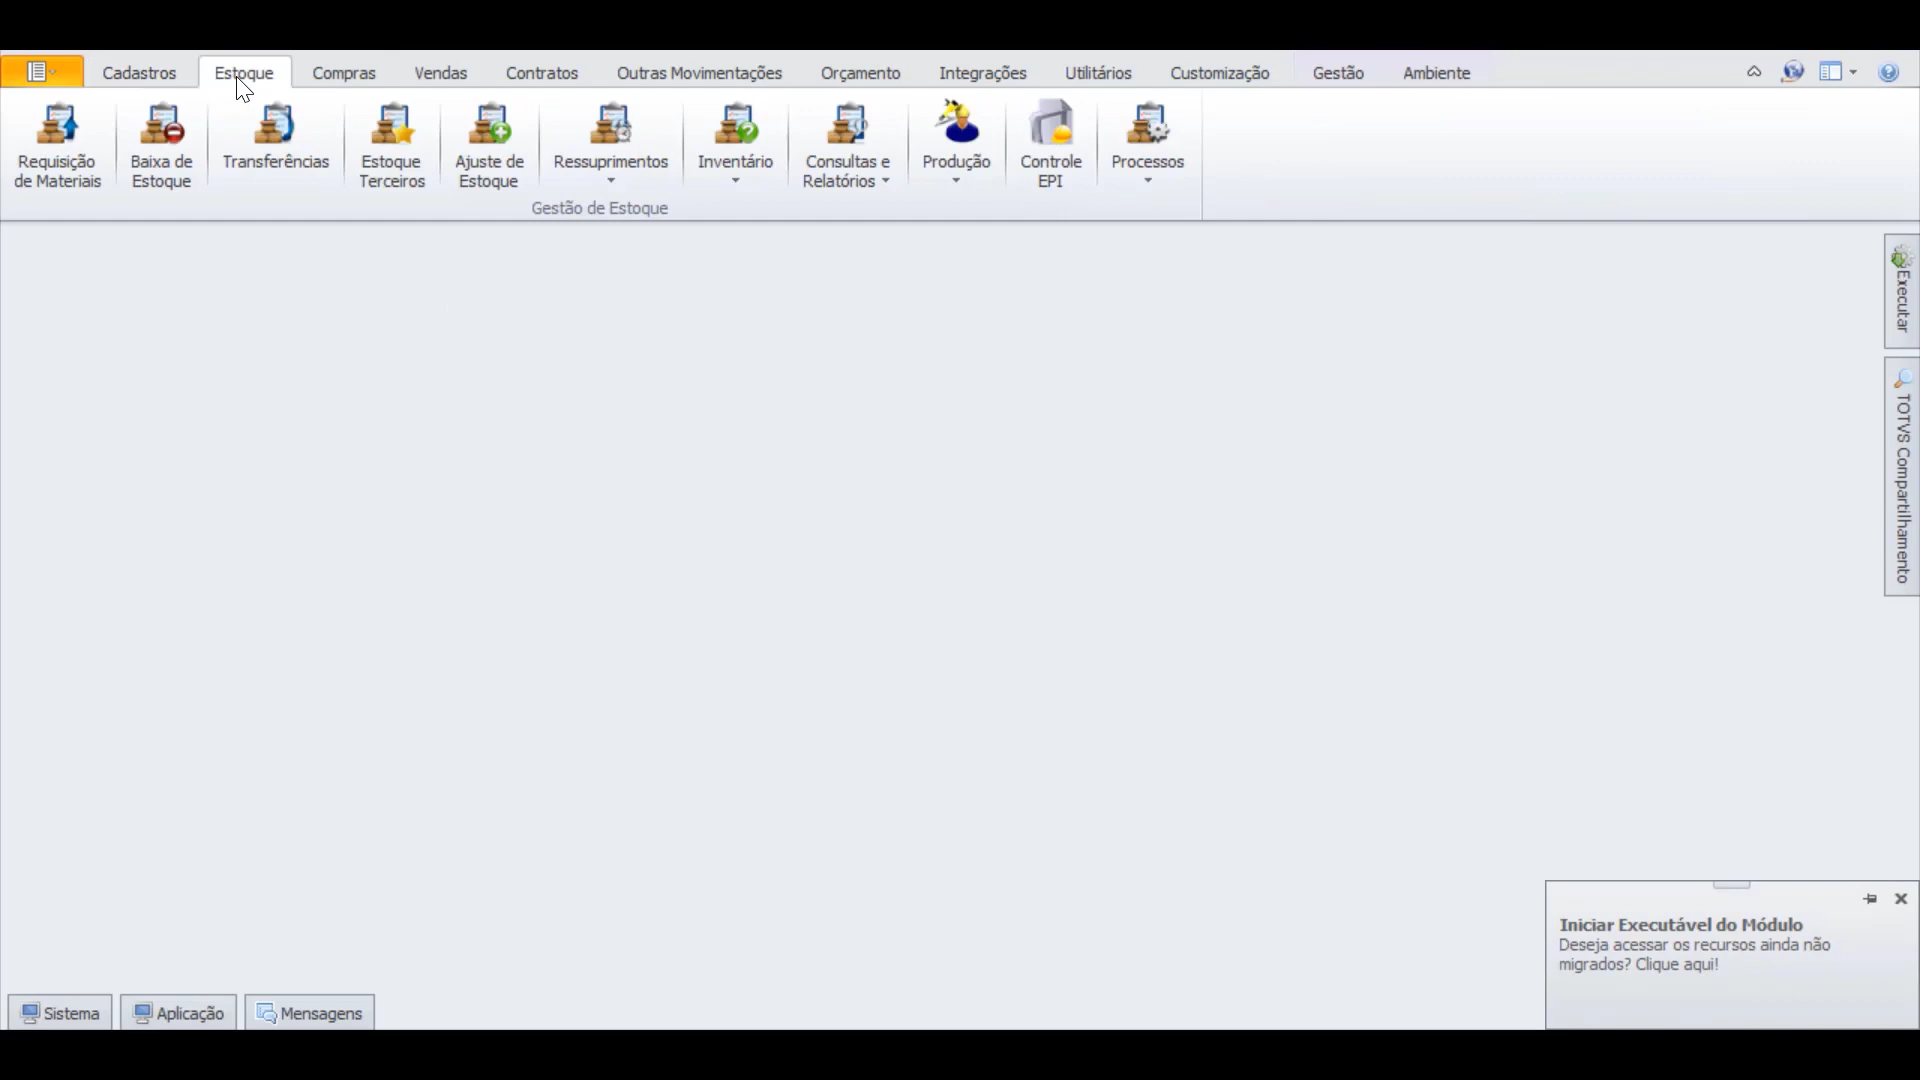 Cadastros Estoque Compras Vendas Contratos Outras Movimentações Orçamento Integrações Utilitários Customização Gestão Ambiente
Requisição de Materiais
Baixa de Estoque
Transferências
Estoque Terceiros
Ajuste de Estoque
Ressuprimentos
Inventário
Consultas e Relatórios
Produção
Controle EPI
Processos
Gestão de Estoque
Executar
TOTVS Compartilhamento
Iniciar Executável do Módulo
Deseja acessar os recursos ainda não
migrados? Clique aqui!
Sistema Aplicação Mensagens